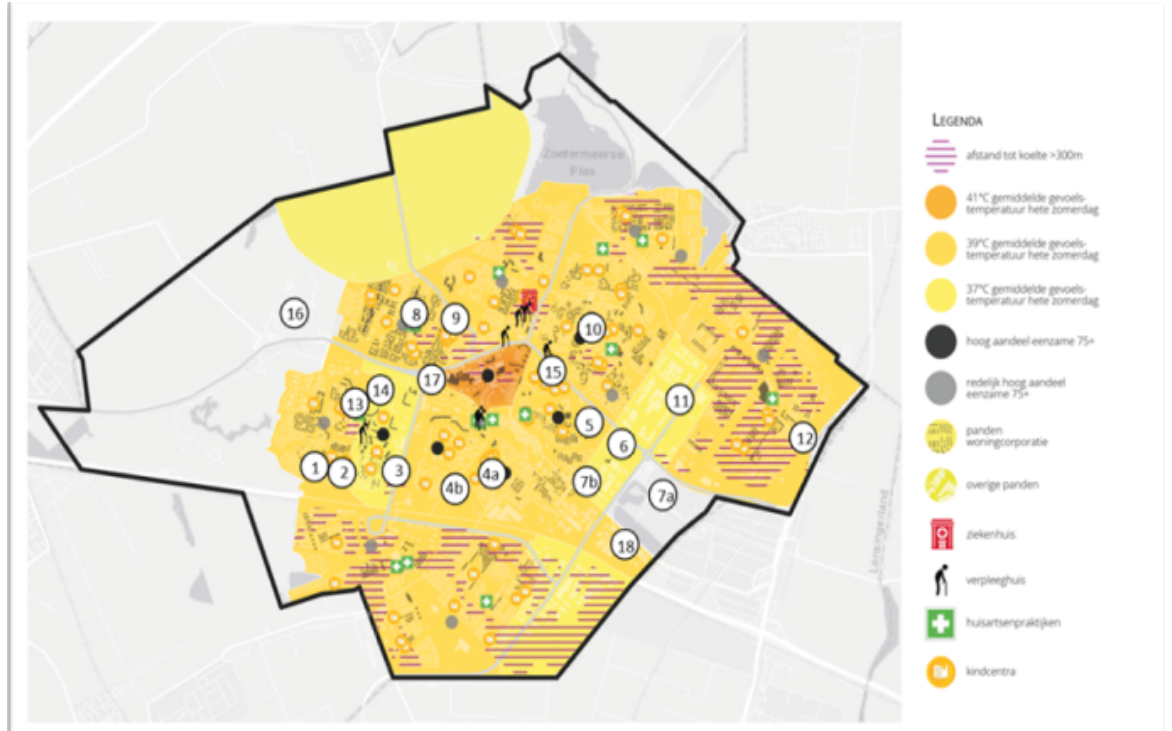 Zoetermeerse
Plas
16
8
9
10
17
15
14
13
11
5
6
12
1
2
3
4a
4b
7b
7a
18
Lansingerland
LEGENDA
afstand tot koelte >300m
41°C gemiddelde gevoels-
temperatuur hete zomerdag
39°C gemiddelde gevoels-
temperatuur hete zomerdag
37°C gemiddelde gevoels-
temperatuur hete zomerdag
hoog aandeel eenzame 75+
redelijk hoog aandeel
eenzame 75+
panden
woningcorporatie
overige panden
ziekenhuis
verpleeghuis
huisartsenpraktijken
kindcentra